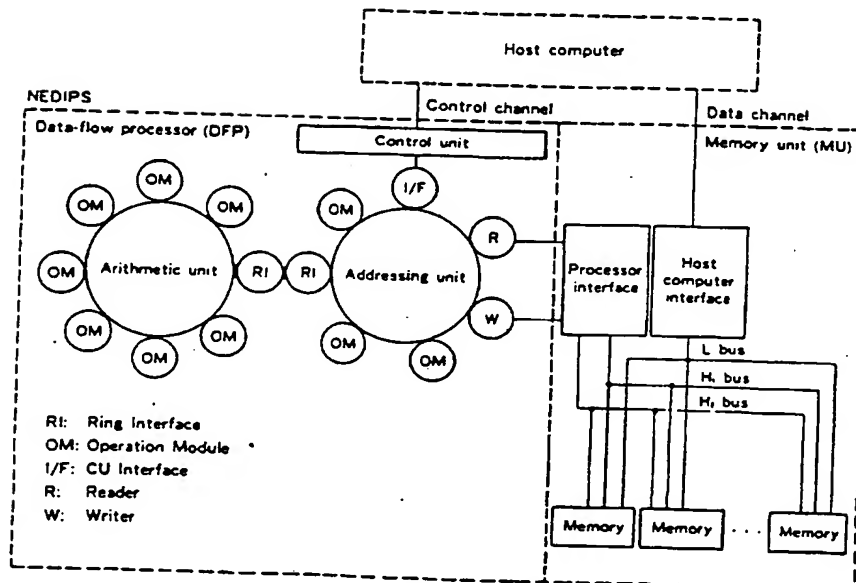 Host computer
NEDIPS
Control channel
Data channel
Data-flow processor (DFP)
Control unit
Memory unit (MU)
OM
OM
OM
OM
OM
OM
OM
OM
Arithmetic unit
RI
RI
I/F
OM
Addressing unit
R
W
OM
OM
Processor
interface
Host
computer
interface
L bus
H₁ bus
H₂ bus
RI: Ring Interface
OM: Operation Module
I/F: CU Interface
R: Reader
W: Writer
Memory
Memory
Memory